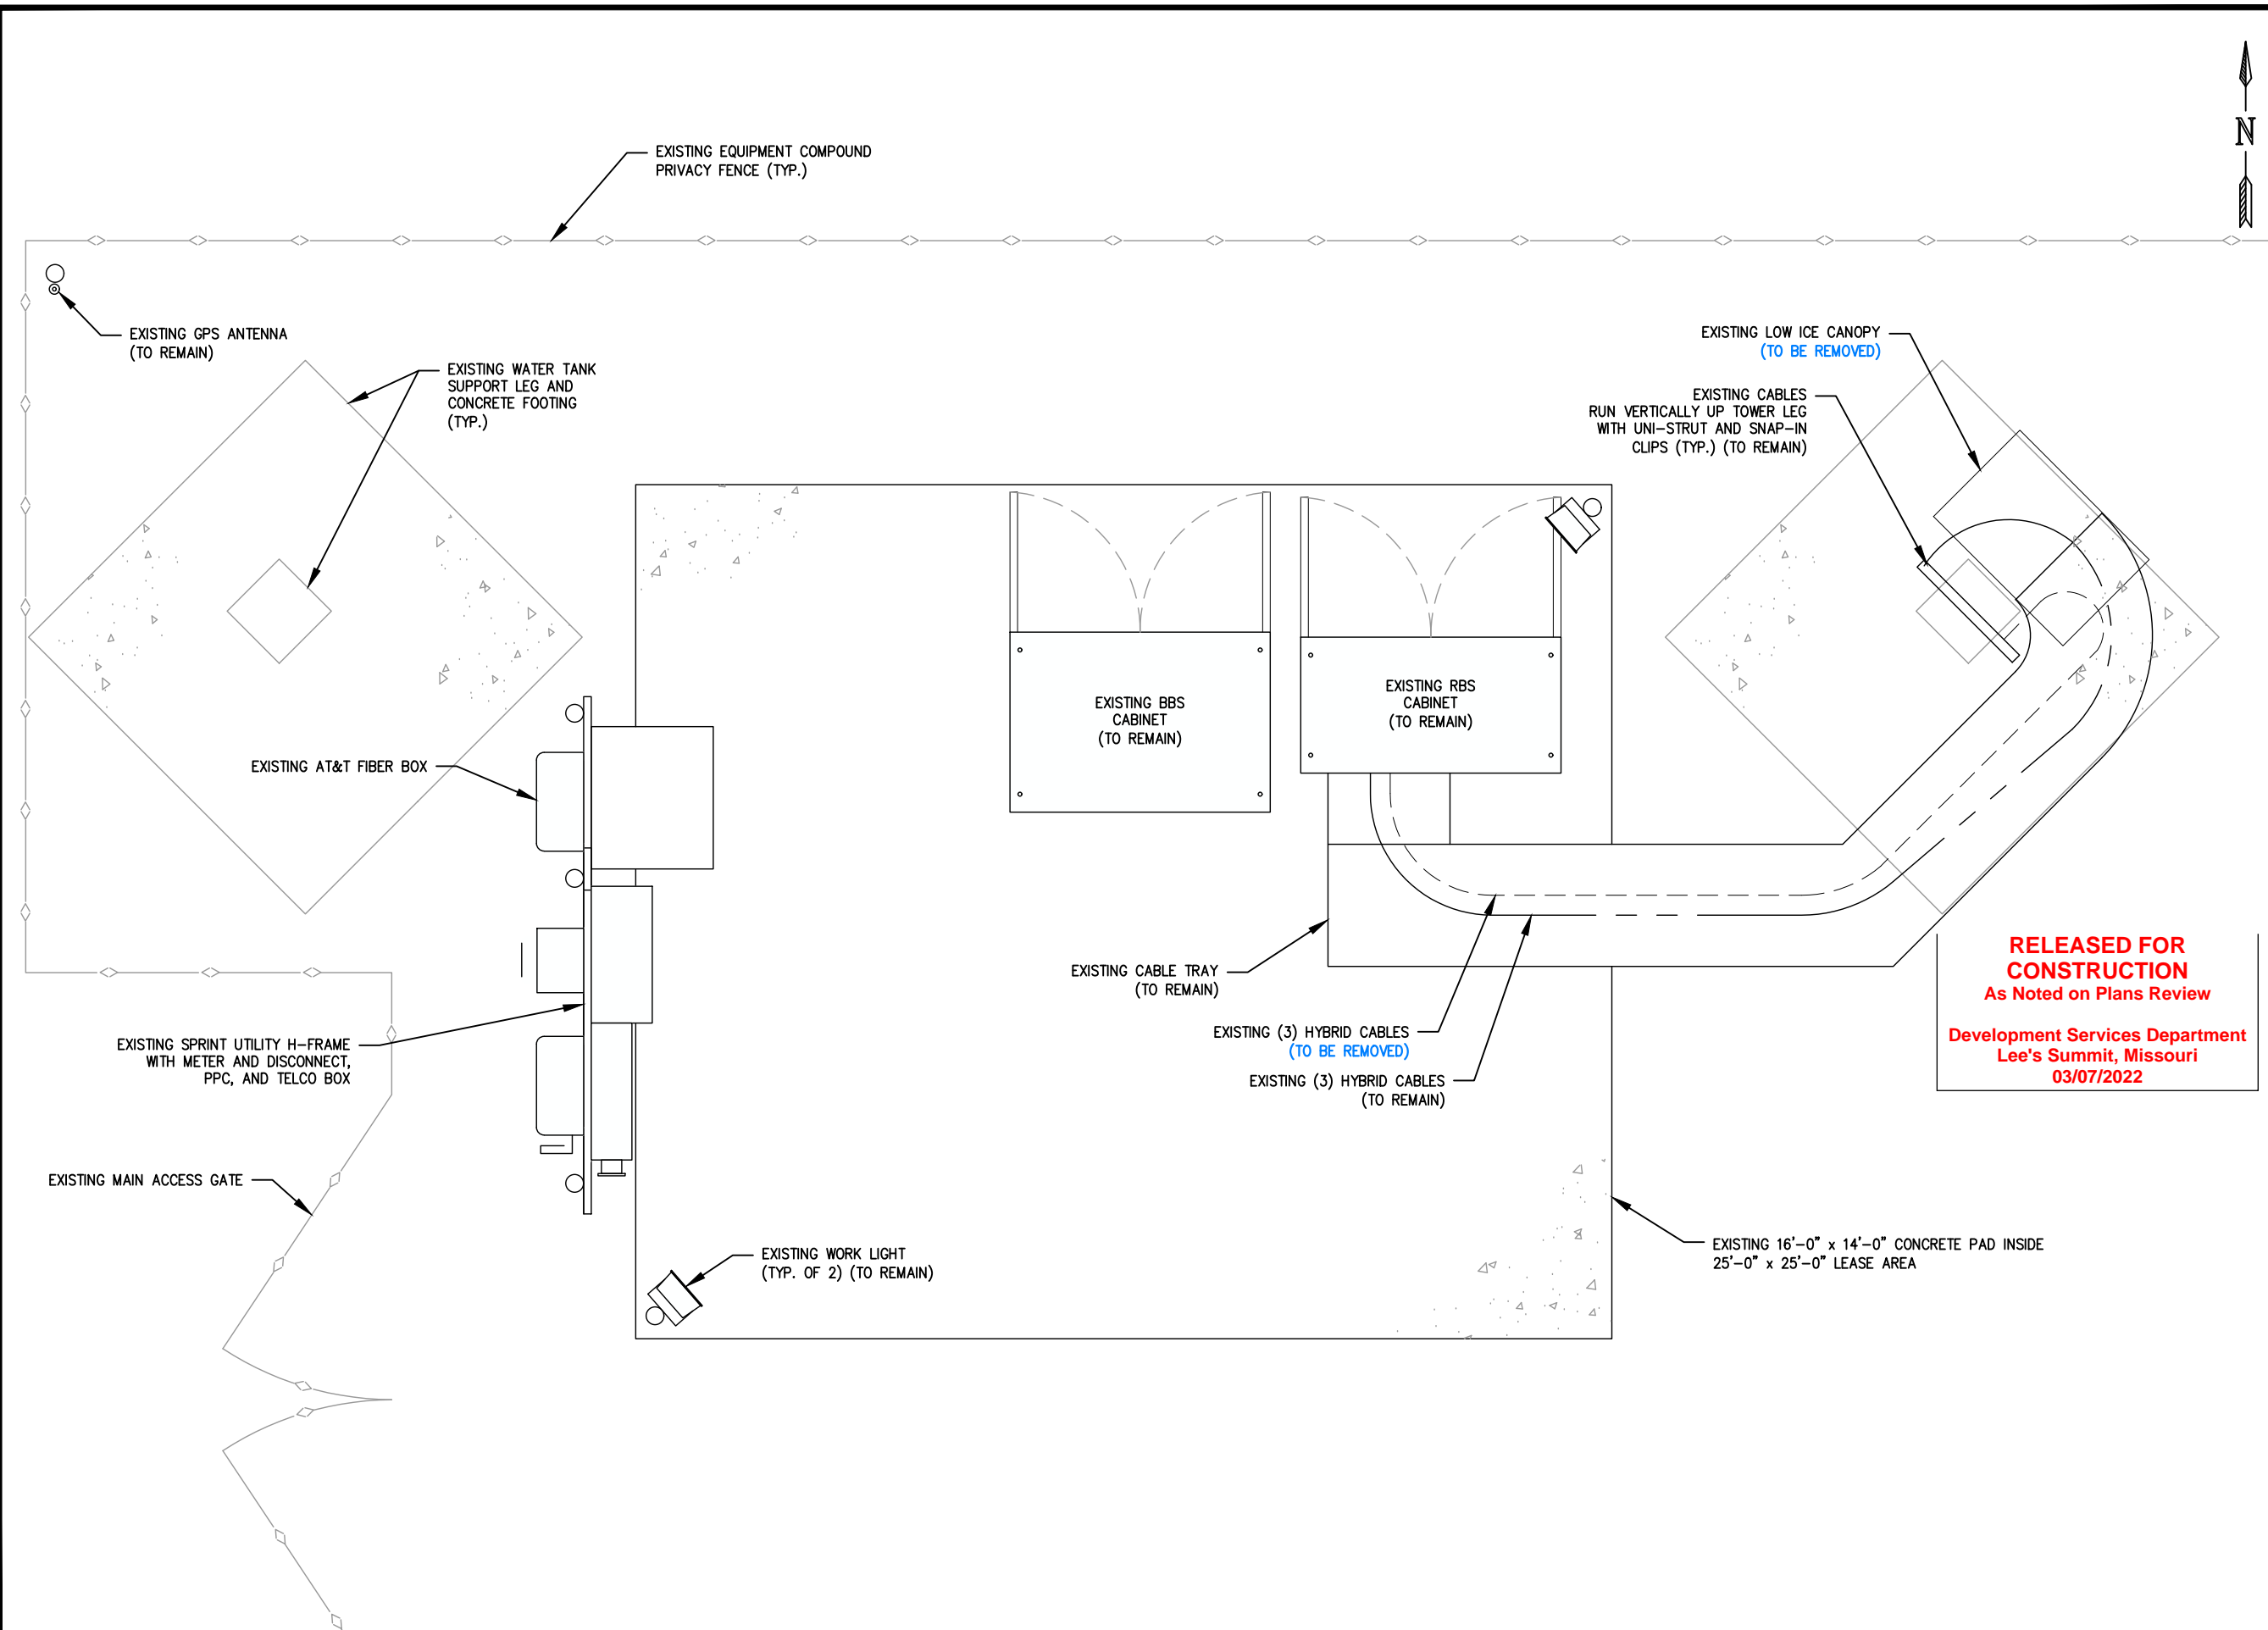 N
EXISTING EQUIPMENT COMPOUND
PRIVACY FENCE (TYP.)
EXISTING GPS ANTENNA
(TO REMAIN)
EXISTING WATER TANK
SUPPORT LEG AND
CONCRETE FOOTING
(TYP.)
EXISTING LOW ICE CANOPY
(TO BE REMOVED)
EXISTING CABLES
RUN VERTICALLY UP TOWER LEG
WITH UNI-STRUT AND SNAP-IN
CLIPS (TYP.) (TO REMAIN)
EXISTING BBS
CABINET
(TO REMAIN)
EXISTING RBS
CABINET
(TO REMAIN)
EXISTING AT&T FIBER BOX
EXISTING CABLE TRAY
(TO REMAIN)
EXISTING (3) HYBRID CABLES
(TO BE REMOVED)
EXISTING (3) HYBRID CABLES
(TO REMAIN)
RELEASED FOR
CONSTRUCTION
As Noted on Plans Review
Development Services Department
Lee's Summit, Missouri
03/07/2022
EXISTING SPRINT UTILITY H-FRAME
WITH METER AND DISCONNECT,
PPC, AND TELCO BOX
EXISTING MAIN ACCESS GATE
EXISTING WORK LIGHT
(TYP. OF 2) (TO REMAIN)
EXISTING 16'-0" x 14'-0" CONCRETE PAD INSIDE
25'-0" x 25'-0" LEASE AREA